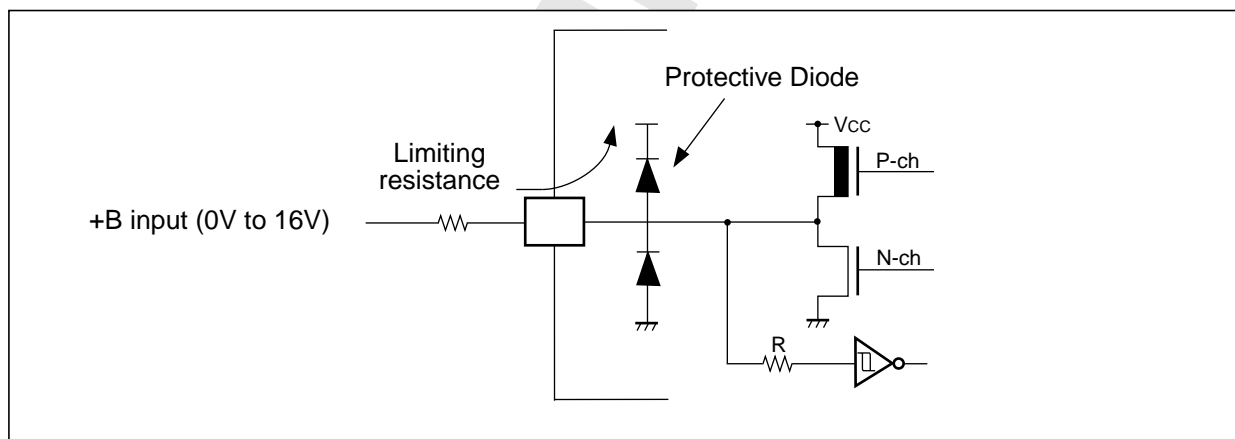 Protective Diode
VCC
Limiting
resistance
P-ch
+B input (0V to 16V)
N-ch
R